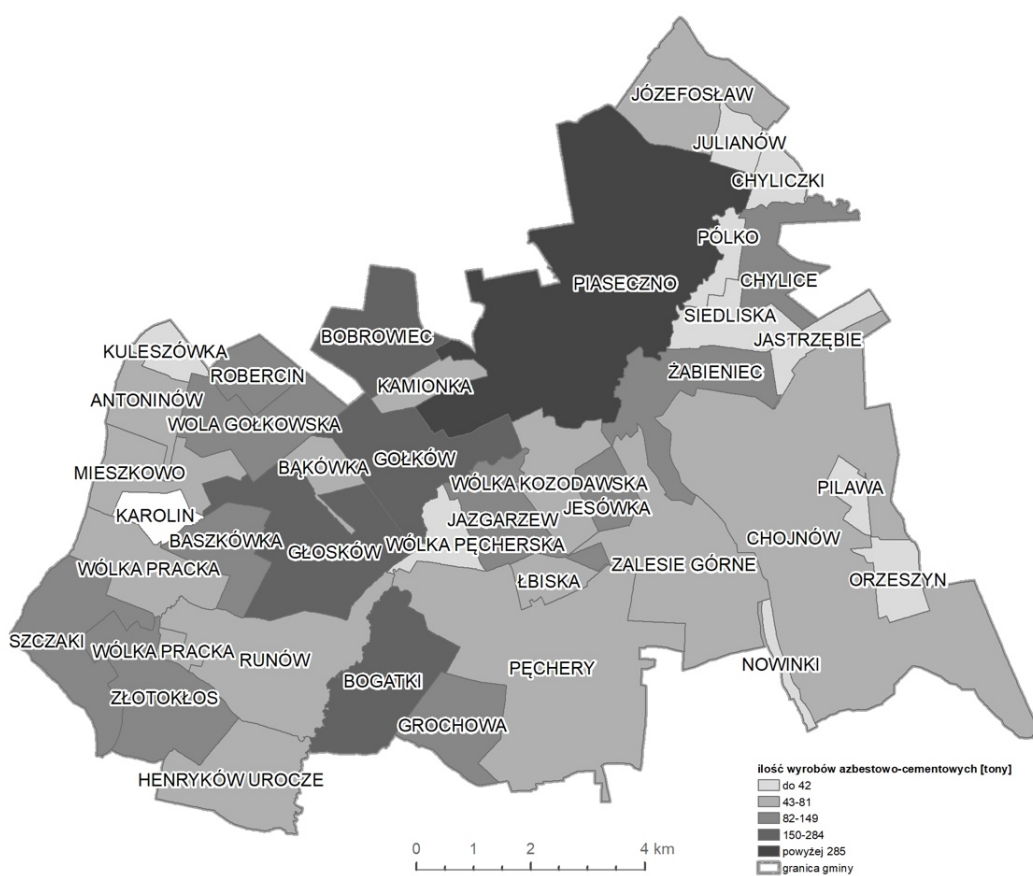 JÓZEFOSŁAW
JULIANÓW
CHYLICZKI
PÓLKO
CHYLICE
PIASECZNO
SIEDLISKA
JASTRZĘBIE
BOBROWIEC
KULESZÓWKA
ROBERCIN
ŻABIENIEC
KAMIONKA
ANTONINÓW
WOLA GOŁKOWSKA
GOŁKÓW
BĄKÓWKA
MIESZKOWO
WÓLKA KOZODAWSKA
PILAWA
JESÓWKA
KAROLIN
JAZGARZEW
CHOJNÓW
BASZKÓWKA
WÓLKA PĘCHERSKA
GŁOSKÓW
ZALESIE GÓRNE
WÓLKA PRACKA
ŁBISKA
ORZESZYN
SZCZAKI
WÓLKA PRACKA
RUNÓW
NOWINKI
PĘCHERY
BOGATKI
ZŁOTOKŁOS
GROCHOWA
HENRYKÓW UROCZE
ilość wyrobów azbestowo-cementowych [tony]
do 42
43-81
82-149
150-284
powyżej 285
granica gminy
0 1 2 4 km